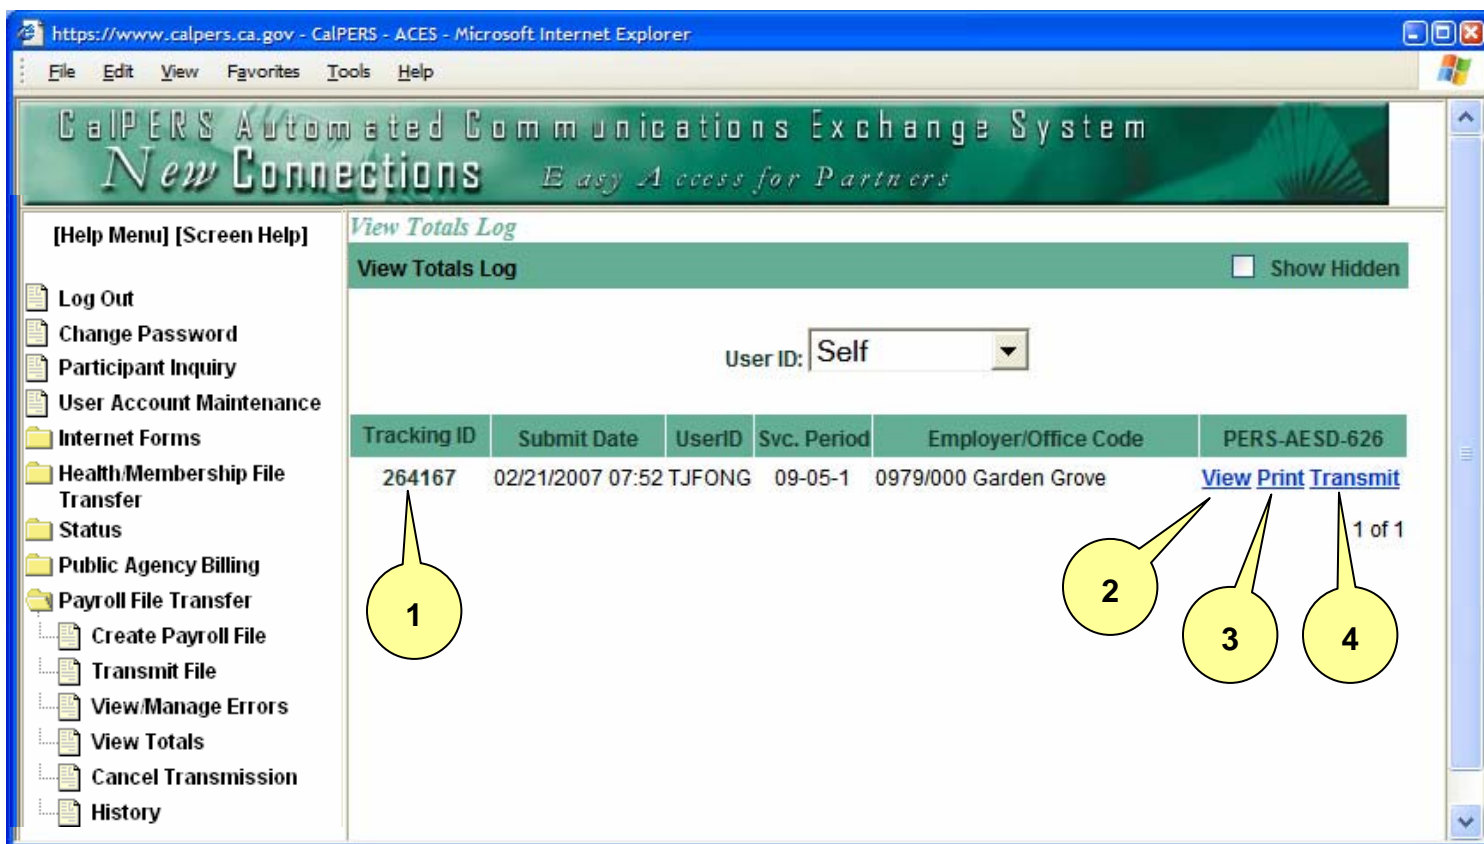 https://www.calpers.ca.gov - CalPERS - ACES - Microsoft Internet Explorer
File Edit View Favorites Tools Help
CalPERS Automated Communications Exchange System
New Connections Easy Access for Partners
[Help Menu] [Screen Help]
Log Out
Change Password
Participant Inquiry
User Account Maintenance
Internet Forms
Health/Membership File
Transfer
Status
Public Agency Billing
Payroll File Transfer
Create Payroll File
Transmit File
View/Manage Errors
View Totals
Cancel Transmission
History
View Totals Log
View Totals Log Show Hidden
User ID: Self
Tracking ID Submit Date UserID Svc. Period Employer/Office Code PERS-AESD-626
264167 02/21/2007 07:52 TJFONG 09-05-1 0979/000 Garden Grove View Print Transmit
1 of 1
1
2
3
4